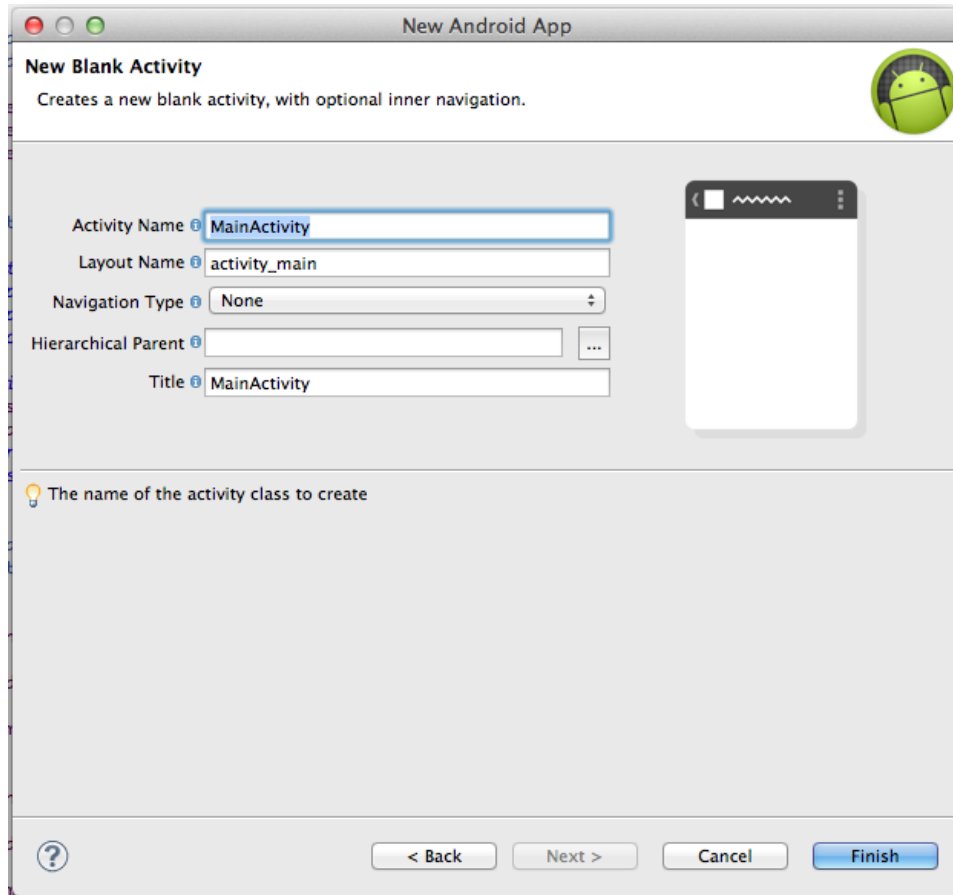 New Android App
New Blank Activity
Creates a new blank activity, with optional inner navigation.
Activity Name MainActivity
Layout Name activity_main
Navigation Type None
Hierarchical Parent ...
Title MainActivity
The name of the activity class to create
? < Back Next > Cancel Finish